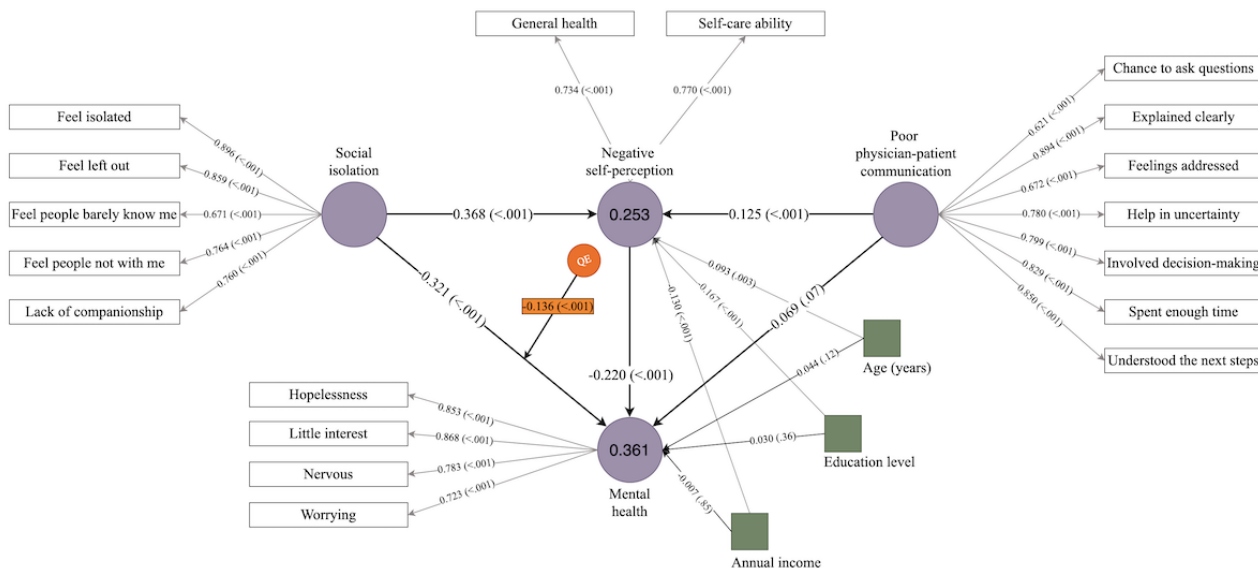 General health
Self-care ability
0.734 (<.001)
0.770 (<.001)
Feel isolated
Feel left out
Feel people barely know me
Feel people not with me
Lack of companionship
0.896 (<.001)
0.859 (<.001)
0.671 (<.001)
0.764 (<.001)
0.760 (<.001)
Social
isolation
Negative
self-perception
Poor
physician-patient
communication
Chance to ask questions
Explained clearly
Feelings addressed
Help in uncertainty
Involved decision-making
Spent enough time
Understood the next steps
0.621 (<.001)
0.894 (<.001)
0.672 (<.001)
0.780 (<.001)
0.799 (<.001)
0.829 (<.001)
0.850 (<.001)
0.368 (<.001)
0.253
0.125 (<.001)
QE
-0.136 (<.001)
-0.321 (<.001)
-0.220 (<.001)
-0.069 (.07)
0.093 (.003)
-0.167 (<.001)
-0.130 (<.001)
Age (years)
0.044 (.12)
Education level
0.030 (.36)
Annual income
-0.007 (.85)
Hopelessness
Little interest
Nervous
Worrying
0.853 (<.001)
0.868 (<.001)
0.783 (<.001)
0.723 (<.001)
0.361
Mental
health